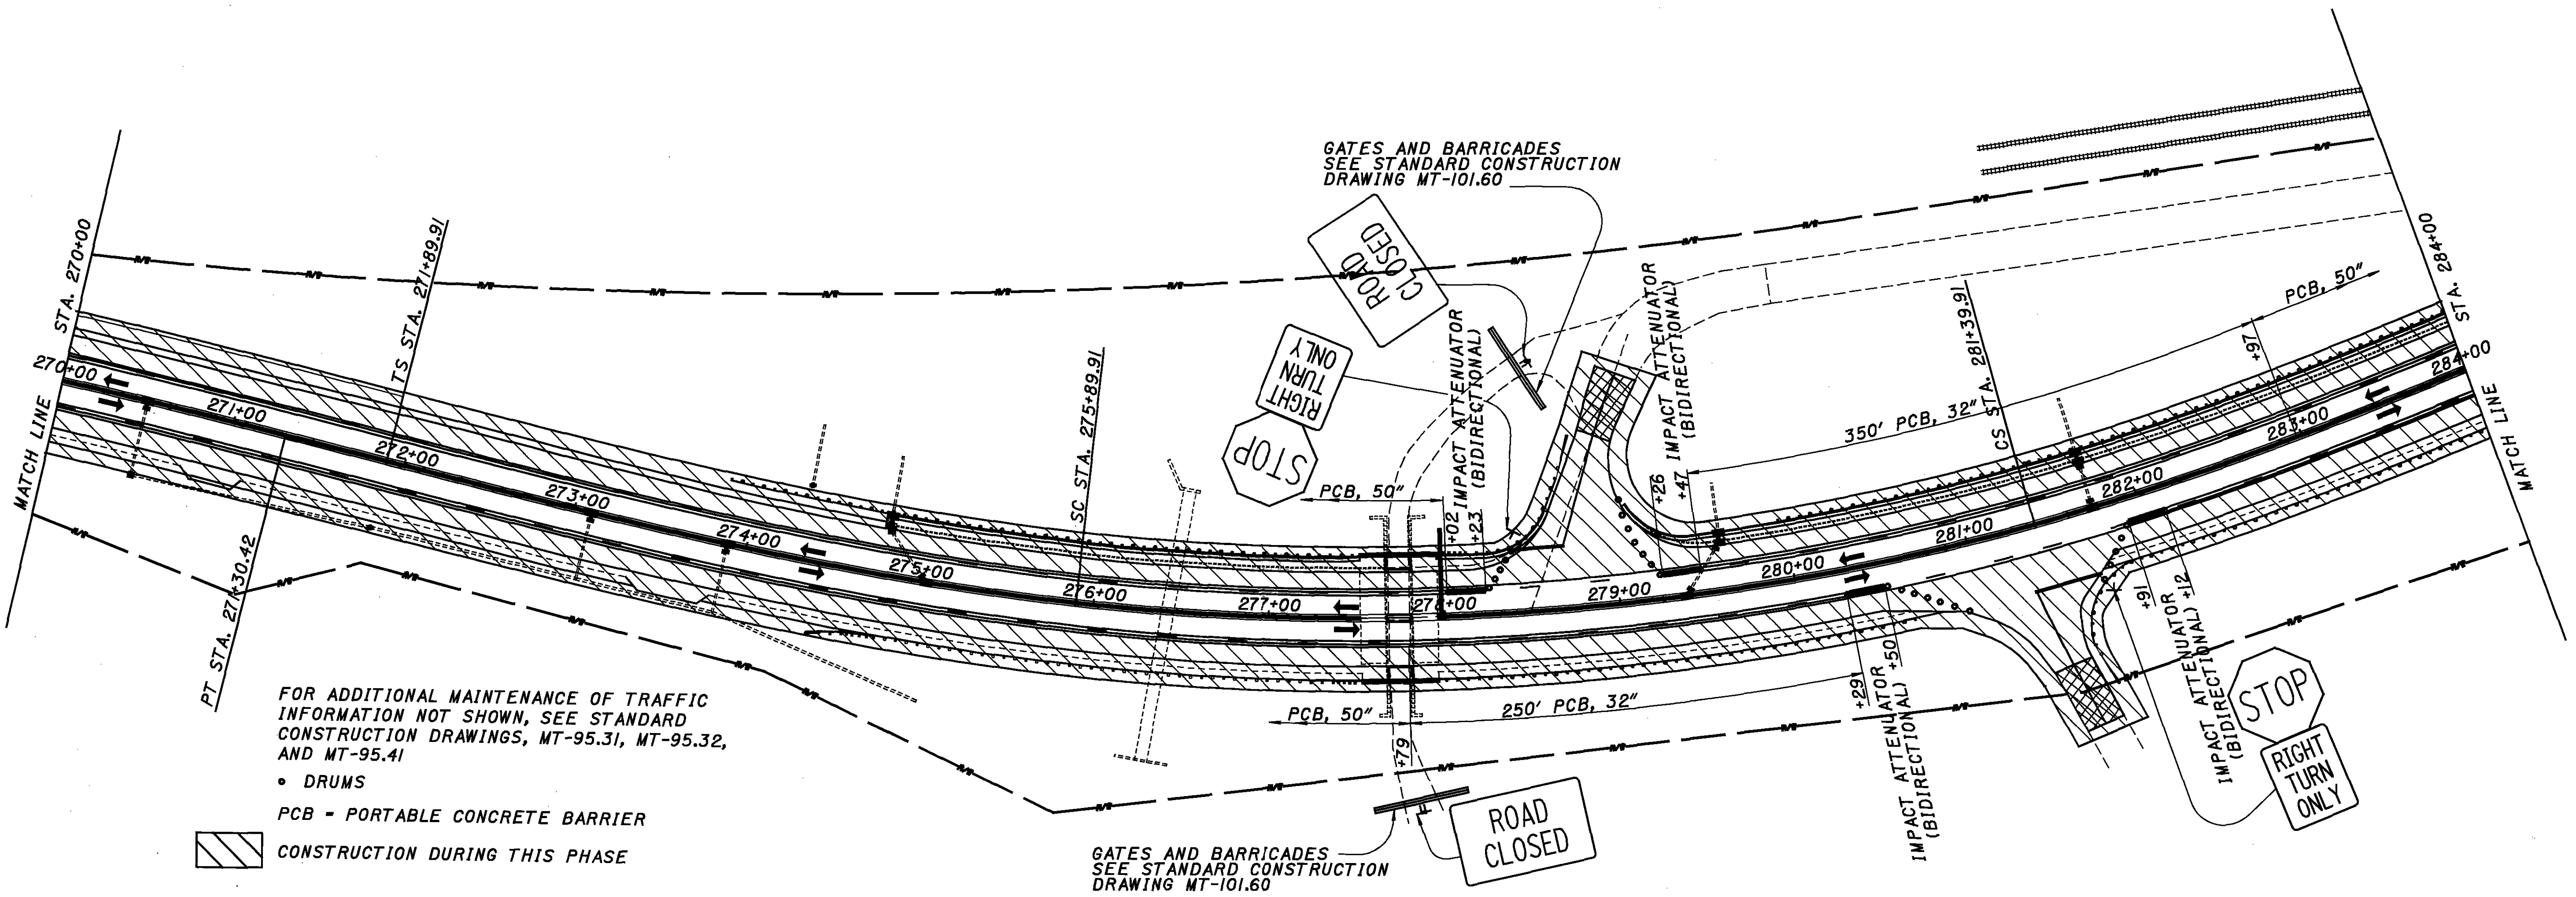 GATES AND BARRICADES
SEE STANDARD CONSTRUCTION
DRAWING MT-101.60
ROAD
CLOSED
RIGHT
TURN
ONLY
STOP
MATCH LINE STA. 270+00
TS STA. 271+89.91
PT STA. 271+30.42
SC STA. 275+89.91
CS STA. 281+39.91
MATCH LINE STA. 284+00
270+00
271+00
272+00
273+00
274+00
275+00
276+00
277+00
278+00
279+00
280+00
281+00
282+00
283+00
284+00
PCB, 50"
+02
+23
IMPACT ATTENUATOR
(BIDIRECTIONAL)
+26
+47
IMPACT ATTENUATOR
(BIDIRECTIONAL)
350' PCB, 32"
+97
PCB, 50"
PCB, 50"
250' PCB, 32"
+79
+29
+50
IMPACT ATTENUATOR
(BIDIRECTIONAL)
+91
+12
IMPACT ATTENUATOR
(BIDIRECTIONAL)
STOP
RIGHT
TURN
ONLY
ROAD
CLOSED
GATES AND BARRICADES
SEE STANDARD CONSTRUCTION
DRAWING MT-101.60
FOR ADDITIONAL MAINTENANCE OF TRAFFIC
INFORMATION NOT SHOWN, SEE STANDARD
CONSTRUCTION DRAWINGS, MT-95.31, MT-95.32,
AND MT-95.41
DRUMS
PCB = PORTABLE CONCRETE BARRIER
CONSTRUCTION DURING THIS PHASE